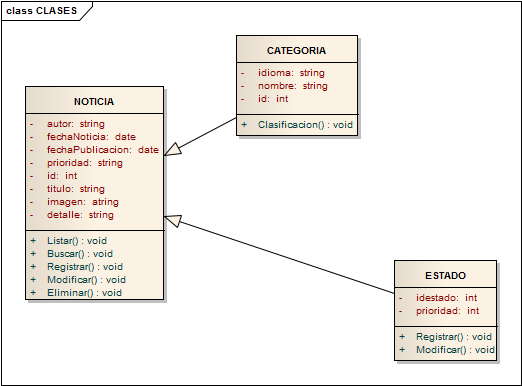 class CLASES
CATEGORIA
- idioma: string
- nombre: string
- id: int
+ Clasificacion() : void
NOTICIA
- autor: string
- fechaNoticia: date
- fechaPublicacion: date
- prioridad: string
- id: int
- titulo: string
- imagen: atring
- detalle: string
+ Listar() : void
+ Buscar() : void
+ Registrar() : void
+ Modificar() : void
+ Eliminar() : void
ESTADO
- idestado: int
- prioridad: int
+ Registrar() : void
+ Modificar() : void